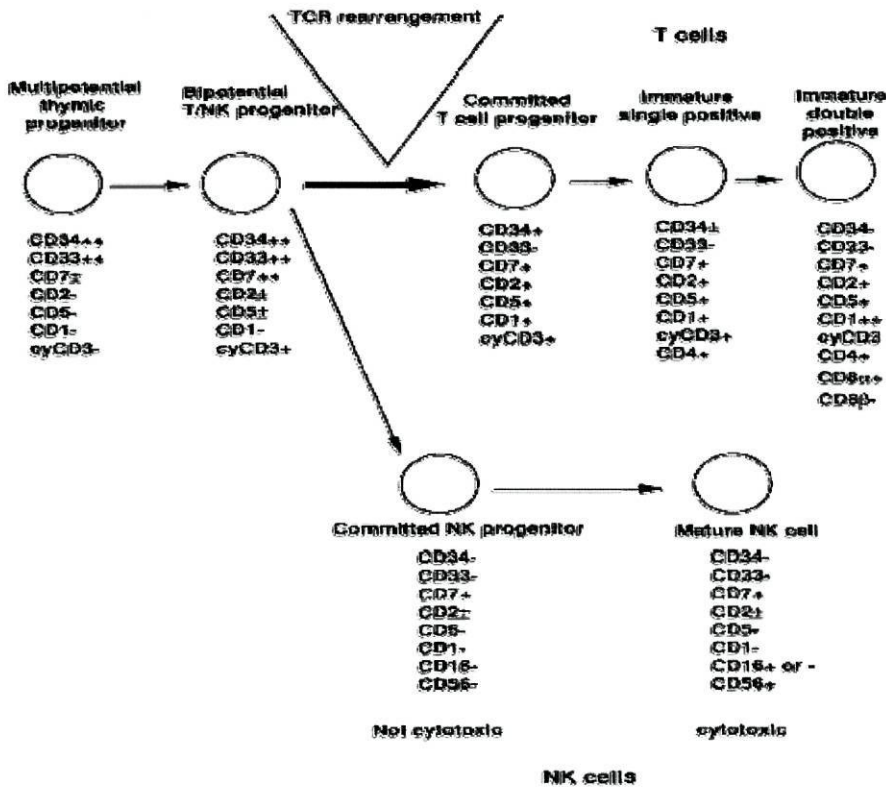 TCR rearrangement
T cells
Multipotential
thymic
progenitor
Bipotential
T/NK progenitor
Committed
T cell progenitor
Immature
single positive
Immature
double
positive
CD34++
CD33++
CD7±
CD2-
CD5-
CD1-
cyCD3-
CD34++
CD33++
CD7++
CD2±
CD5±
CD1-
cyCD3+
CD34+
CD33-
CD7+
CD2+
CD5+
CD1+
cyCD3+
CD34±
CD33-
CD7+
CD2+
CD5+
CD1+
cyCD3+
CD4+
CD34-
CD33-
CD7+
CD2+
CD5+
CD1++
cyCD3
CD4+
CD8α+
CD8β-
Committed NK progenitor
CD34-
CD33-
CD7+
CD2±
CD5-
CD1-
CD16-
CD56-
Not cytotoxic
Mature NK cell
CD34-
CD33-
CD7+
CD2±
CD5-
CD1-
CD16+ or -
CD56+
cytotoxic
NK cells